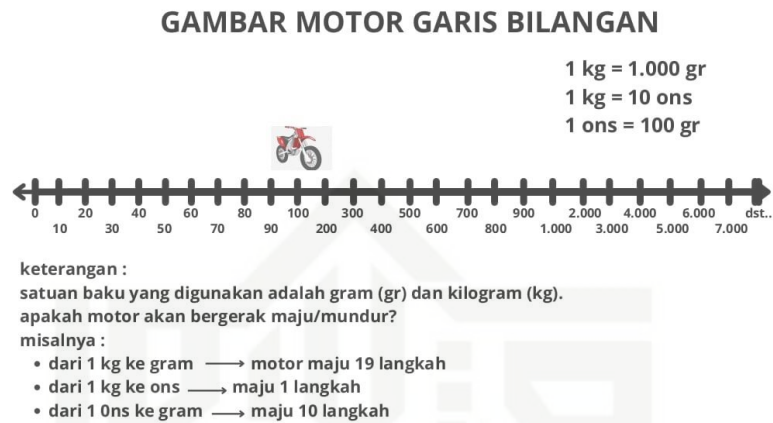 GAMBAR MOTOR GARIS BILANGAN
1 kg = 1.000 gr
1 kg = 10 ons
1 ons = 100 gr
0 20 40 60 80 100 300 500 700 900 2.000 4.000 6.000 dst..
10 30 50 70 90 200 400 600 800 1.000 3.000 5.000 7.000
keterangan :
satuan baku yang digunakan adalah gram (gr) dan kilogram (kg).
apakah motor akan bergerak maju/mundur?
misalnya :
• dari 1 kg ke gram ⟶ motor maju 19 langkah
• dari 1 kg ke ons ⟶ maju 1 langkah
• dari 1 0ns ke gram ⟶ maju 10 langkah